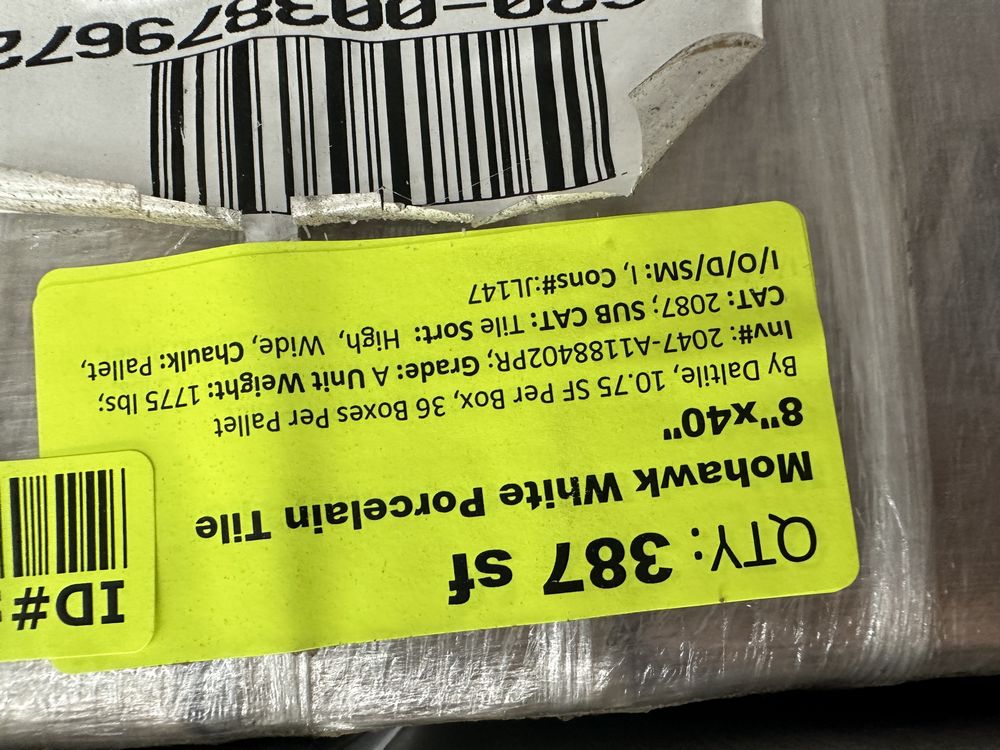 QTY: 387 sf
Mohawk White Porcelain Tile
8"x40"
By Daltile, 10.75 SF Per Box, 36 Boxes Per Pallet
Inv#: 2047-A1188402PR; Grade: A Unit Weight: 1775 lbs;
CAT: 2087; SUB CAT: Tile Sort: High, Wide, Chaulk: Pallet,
I/O/D/SM: I, Cons#:JL147
ID#